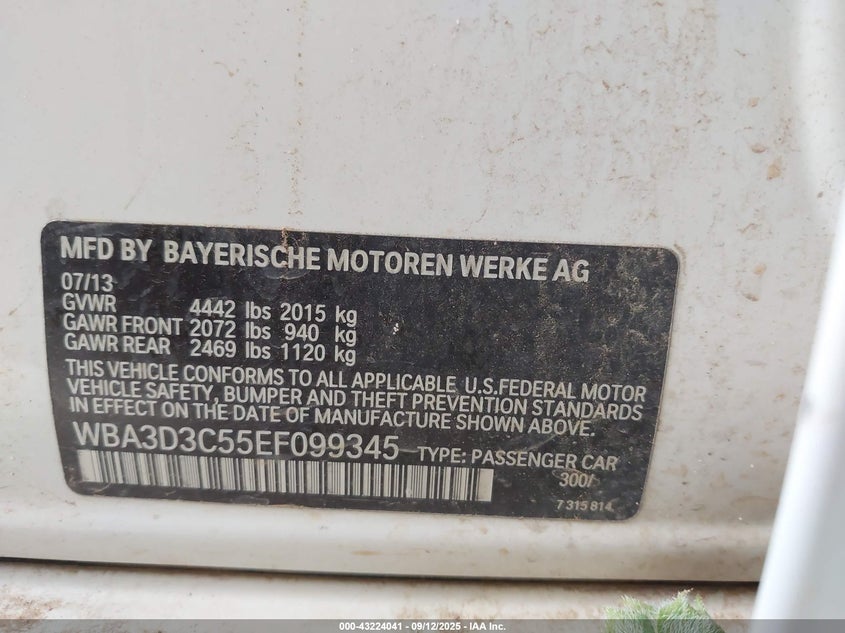 MFD BY BAYERISCHE MOTOREN WERKE AG
07/13
GVWR 4442 lbs 2015 kg
GAWR FRONT 2072 lbs 940 kg
GAWR REAR 2469 lbs 1120 kg
THIS VEHICLE CONFORMS TO ALL APPLICABLE U.S.FEDERAL MOTOR
VEHICLE SAFETY, BUMPER AND THEFT PREVENTION STANDARDS
IN EFFECT ON THE DATE OF MANUFACTURE SHOWN ABOVE.
WBA3D3C55EF099345 TYPE: PASSENGER CAR
300/
7 315 814
000-43224041 - 09/12/2025 - IAA Inc.